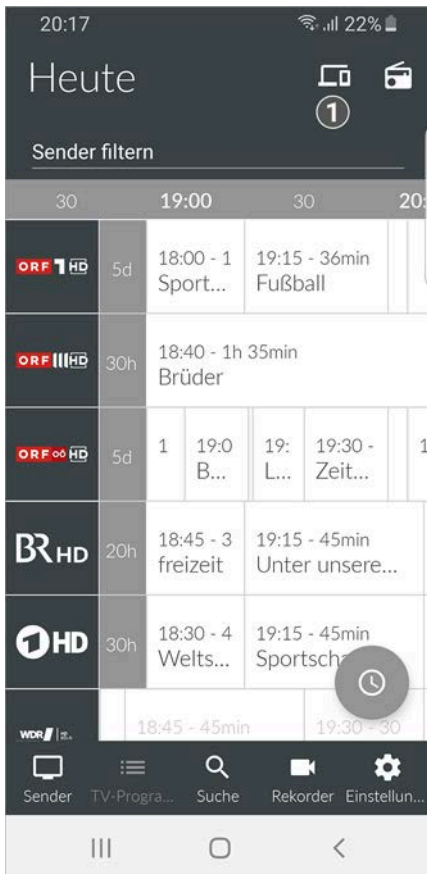 20:17 22%
Heute
1
Sender filtern
30 19:00 30 20:
ORF 1 HD 5d 18:00 - 1 19:15 - 36min
Sport... Fußball
ORF III HD 30h 18:40 - 1h 35min
Brüder
ORF oö HD 5d 1 19:0 19: 19:30 - 1
B... L... Zeit...
BR HD 20h 18:45 - 3 19:15 - 45min
freizeit Unter unsere...
1 HD 30h 18:30 - 4 19:15 - 45min
Welts... Sportscha
WDR 18:45 - 45min 19:30 - 30
Sender TV-Progra... Suche Rekorder Einstellun...